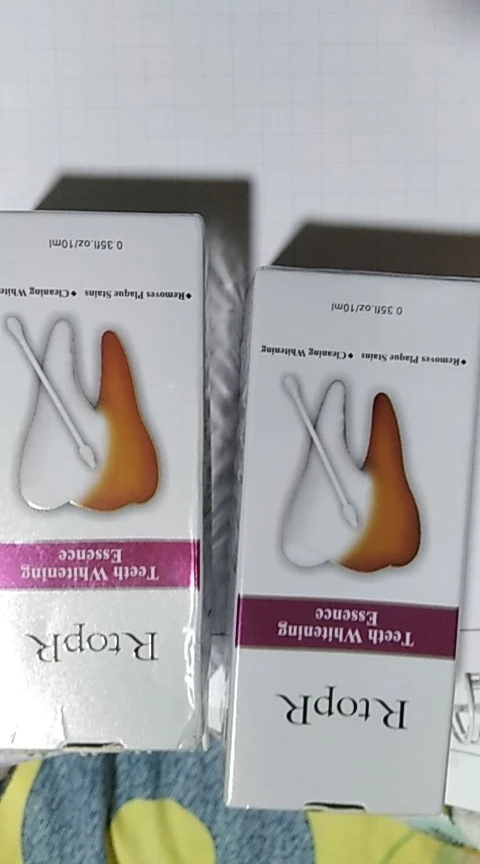 RtopR
Teeth Whitening
Essence
◆Removes Plaque Stains ◆Cleaning White
0.35fl.oz/10ml
RtopR
Teeth Whitening
Essence
◆Removes Plaque Stains ◆Cleaning Whitening
0.35fl.oz/10ml